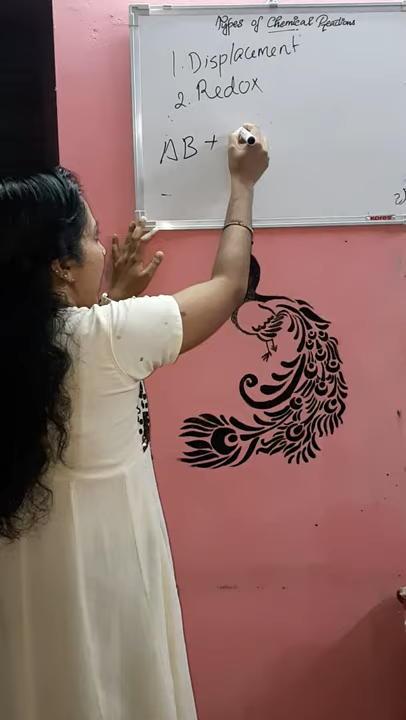 Types of Chemical Reactions
1. Displacement
2. Redox
AB +
KORES